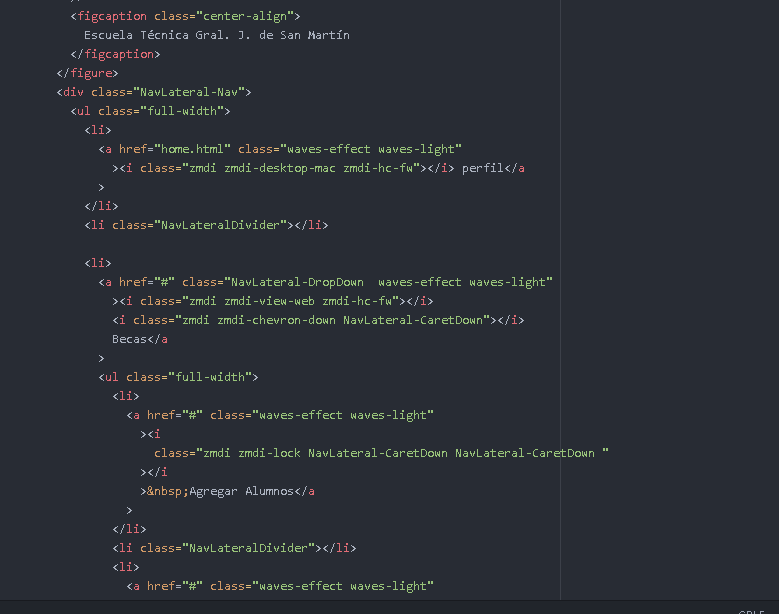 <figcaption class="center-align">
Escuela Técnica Gral. J. de San Martín
</figcaption>
</figure>
<div class="NavLateral-Nav">
<ul class="full-width">
<li>
<a href="home.html" class="waves-effect waves-light"
><i class="zmdi zmdi-desktop-mac zmdi-hc-fw"></i> perfil</a
>
</li>
<li class="NavLateralDivider"></li>
<li>
<a href="#" class="NavLateral-DropDown  waves-effect waves-light"
><i class="zmdi zmdi-view-web zmdi-hc-fw"></i>
<i class="zmdi zmdi-chevron-down NavLateral-CaretDown"></i>
Becas</a
>
<ul class="full-width">
<li>
<a href="#" class="waves-effect waves-light"
><i
class="zmdi zmdi-lock NavLateral-CaretDown NavLateral-CaretDown "
></i
>&nbsp;Agregar Alumnos</a
>
</li>
<li class="NavLateralDivider"></li>
<li>
<a href="#" class="waves-effect waves-light"